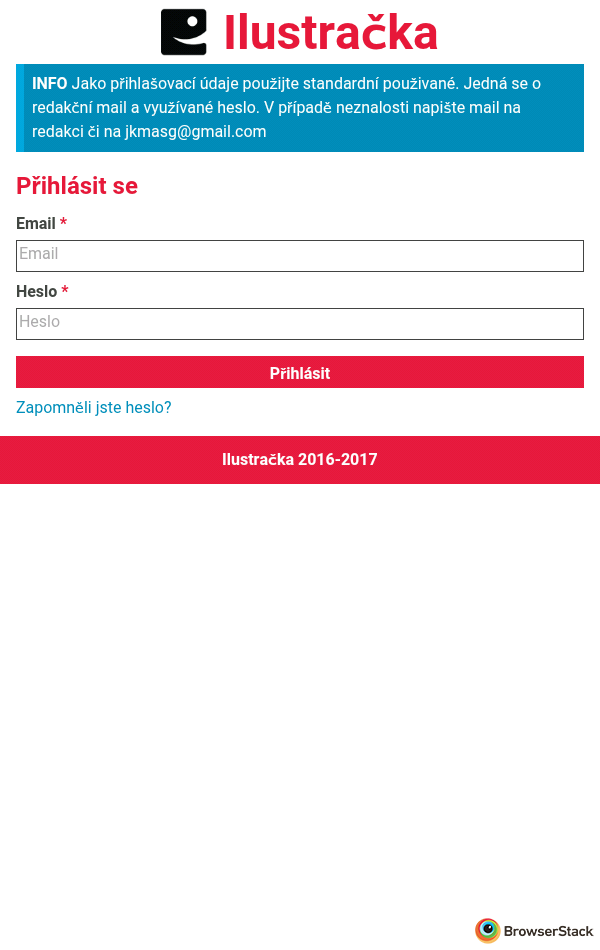 Ilustračka
INFO Jako přihlašovací údaje použijte standardní použivané. Jedná se o
redakční mail a využívané heslo. V případě neznalosti napište mail na
redakci či na jkmasg@gmail.com
Přihlásit se
Email *
Email
Heslo *
Heslo
Přihlásit
Zapomněli jste heslo?
Ilustračka 2016-2017
BrowserStack